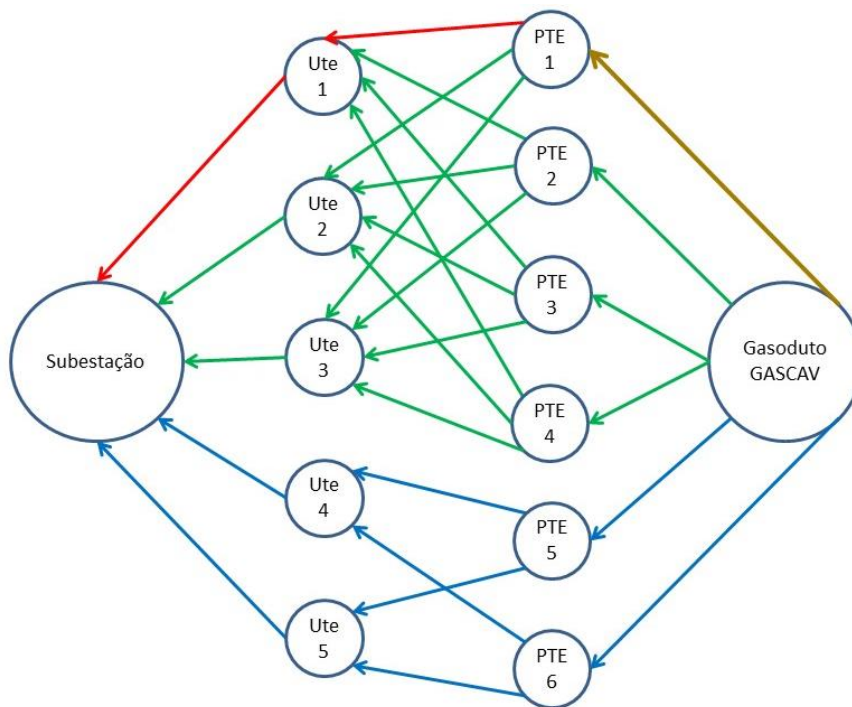 Ute
1
PTE
1
PTE
2
Ute
2
PTE
3
Ute
3
Subestação
Gasoduto
GASCAV
PTE
4
Ute
4
PTE
5
Ute
5
PTE
6